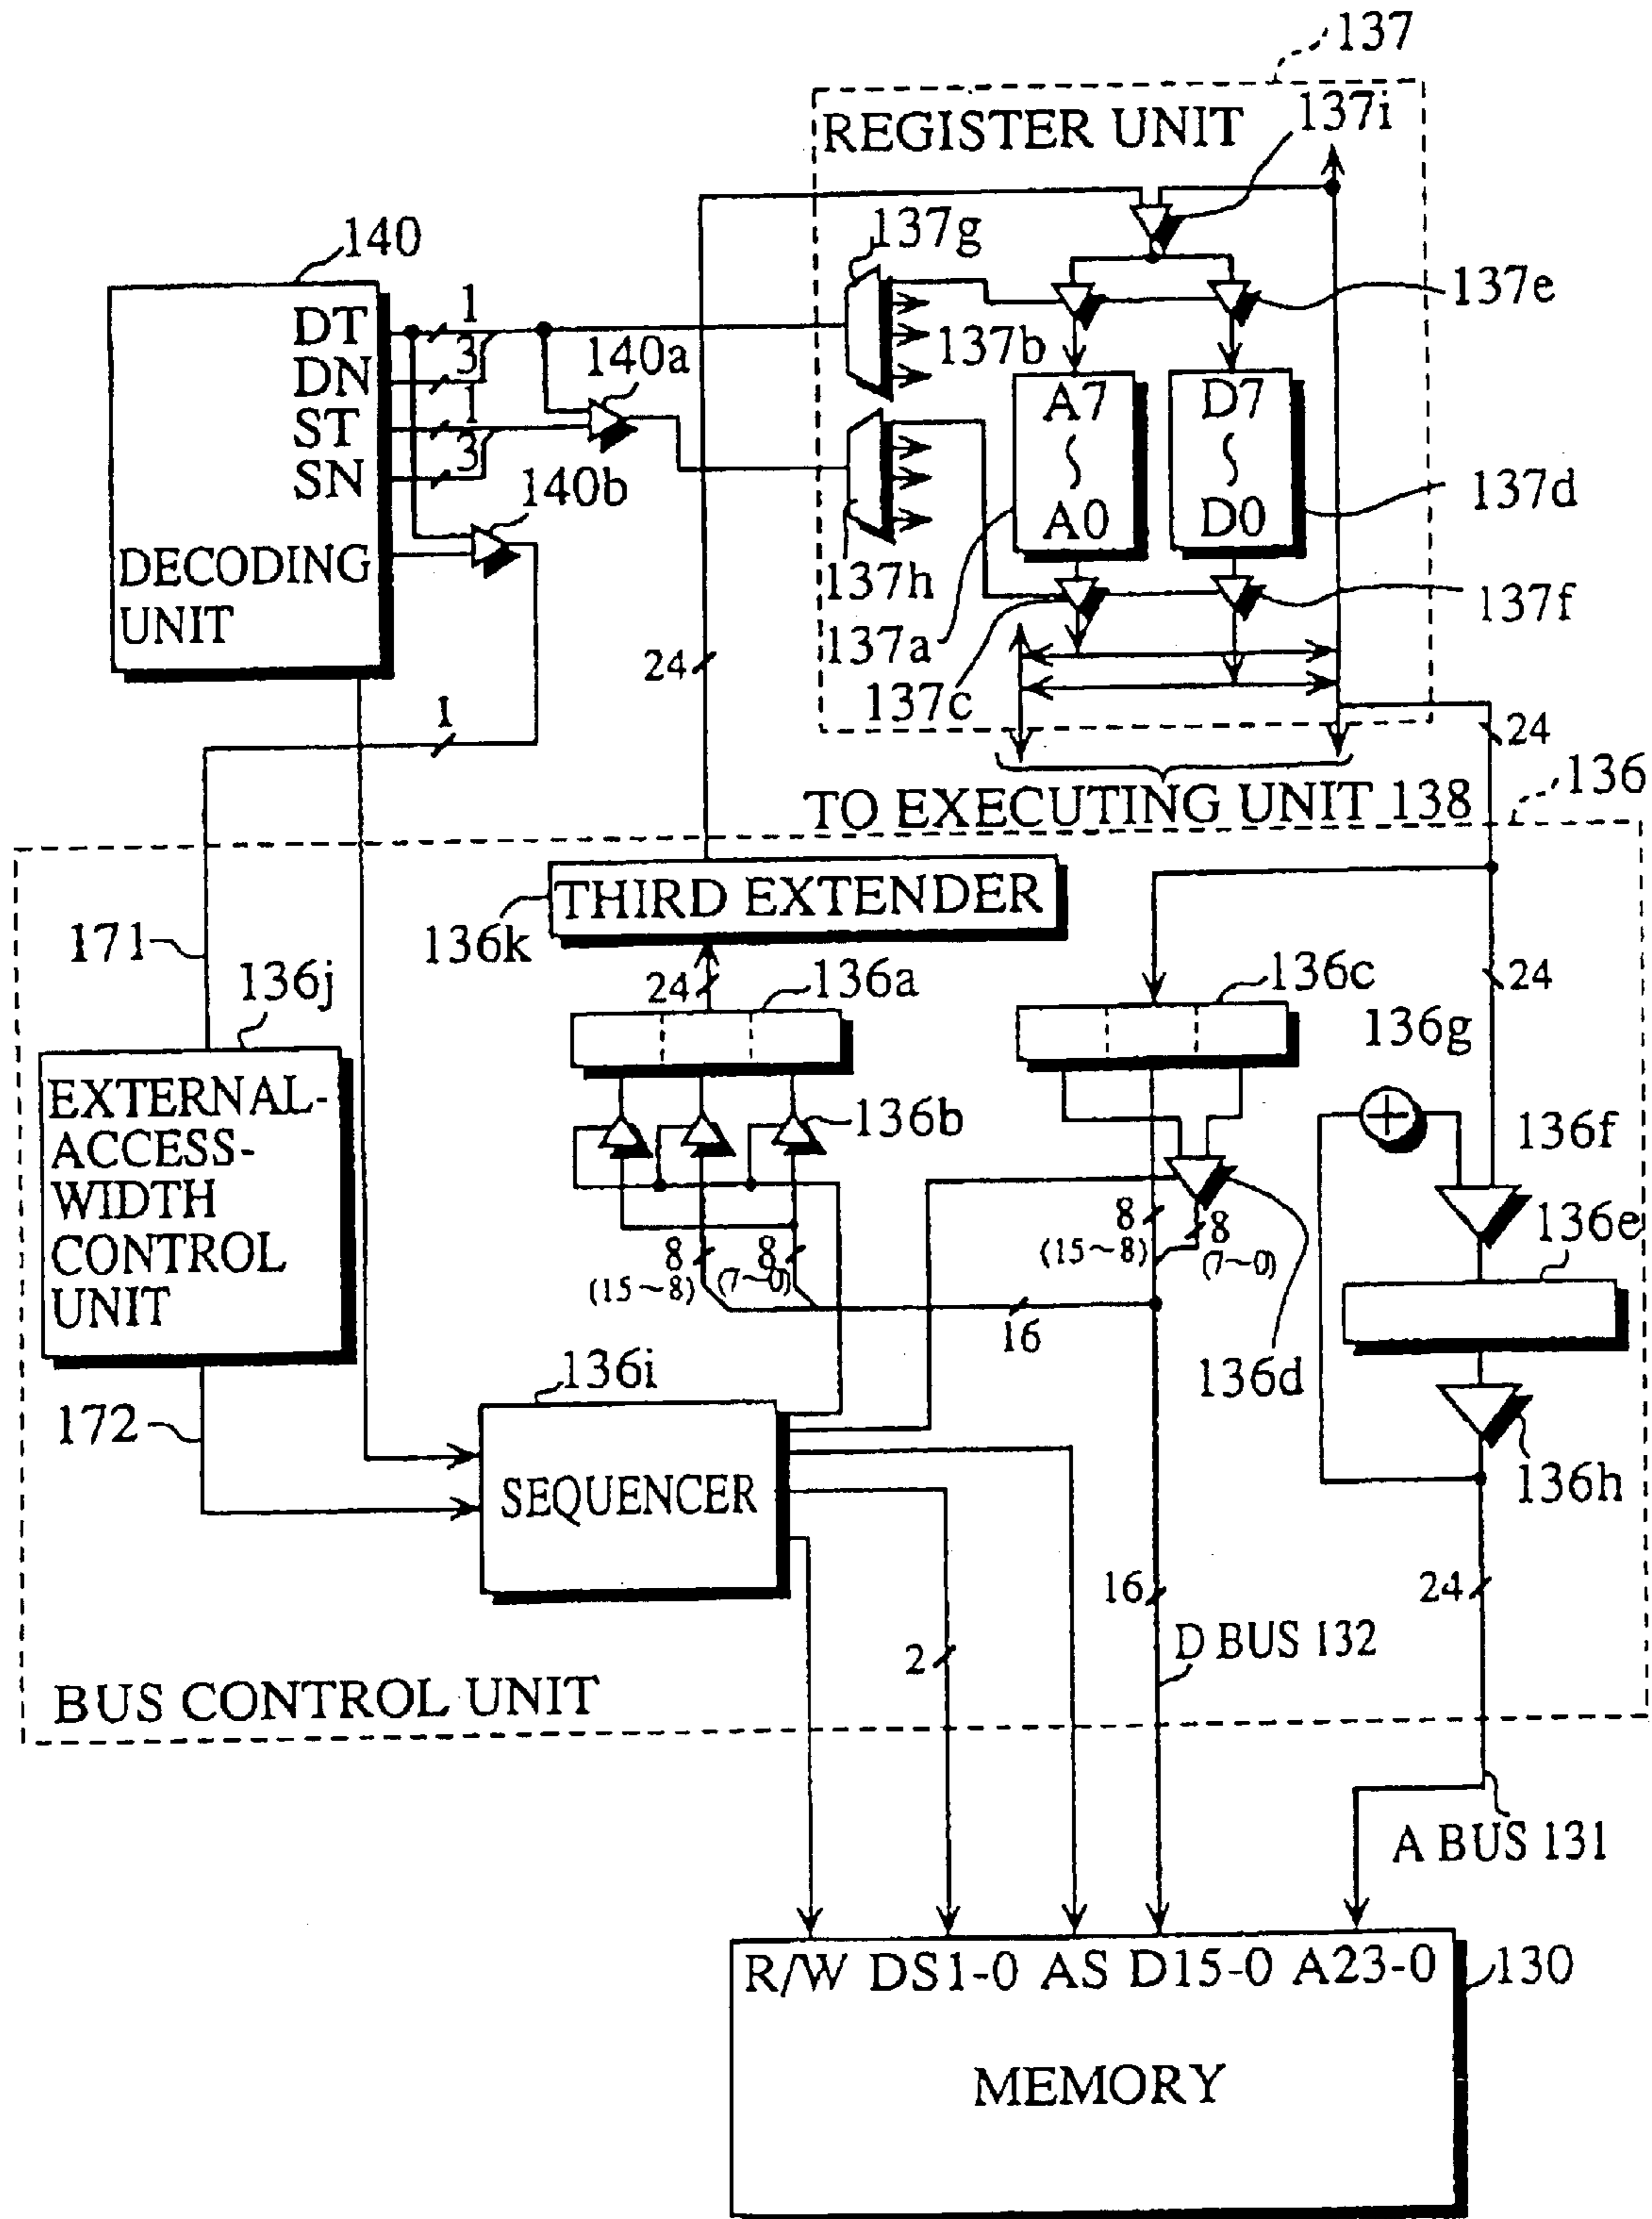 137
REGISTER UNIT
137i
140
137g
DT
1
DN
3
140a
137b
137e
ST
1
SN
3
140b
A7
A0
D7
D0
137d
DECODING
UNIT
137h
137f
24
137a
137c
1
24
TO EXECUTING UNIT 138
136
THIRD EXTENDER
136k
171
136j
24
136a
136c
24
136g
EXTERNAL-
ACCESS-
WIDTH
CONTROL
UNIT
136b
136f
136e
8
(15~8)
8
(7~0)
8
(15~8)
8
(7~0)
16
136d
136i
172
SEQUENCER
136h
16
24
2
D BUS 132
BUS CONTROL UNIT
A BUS 131
R/W DS1-0 AS D15-0 A23-0
130
MEMORY